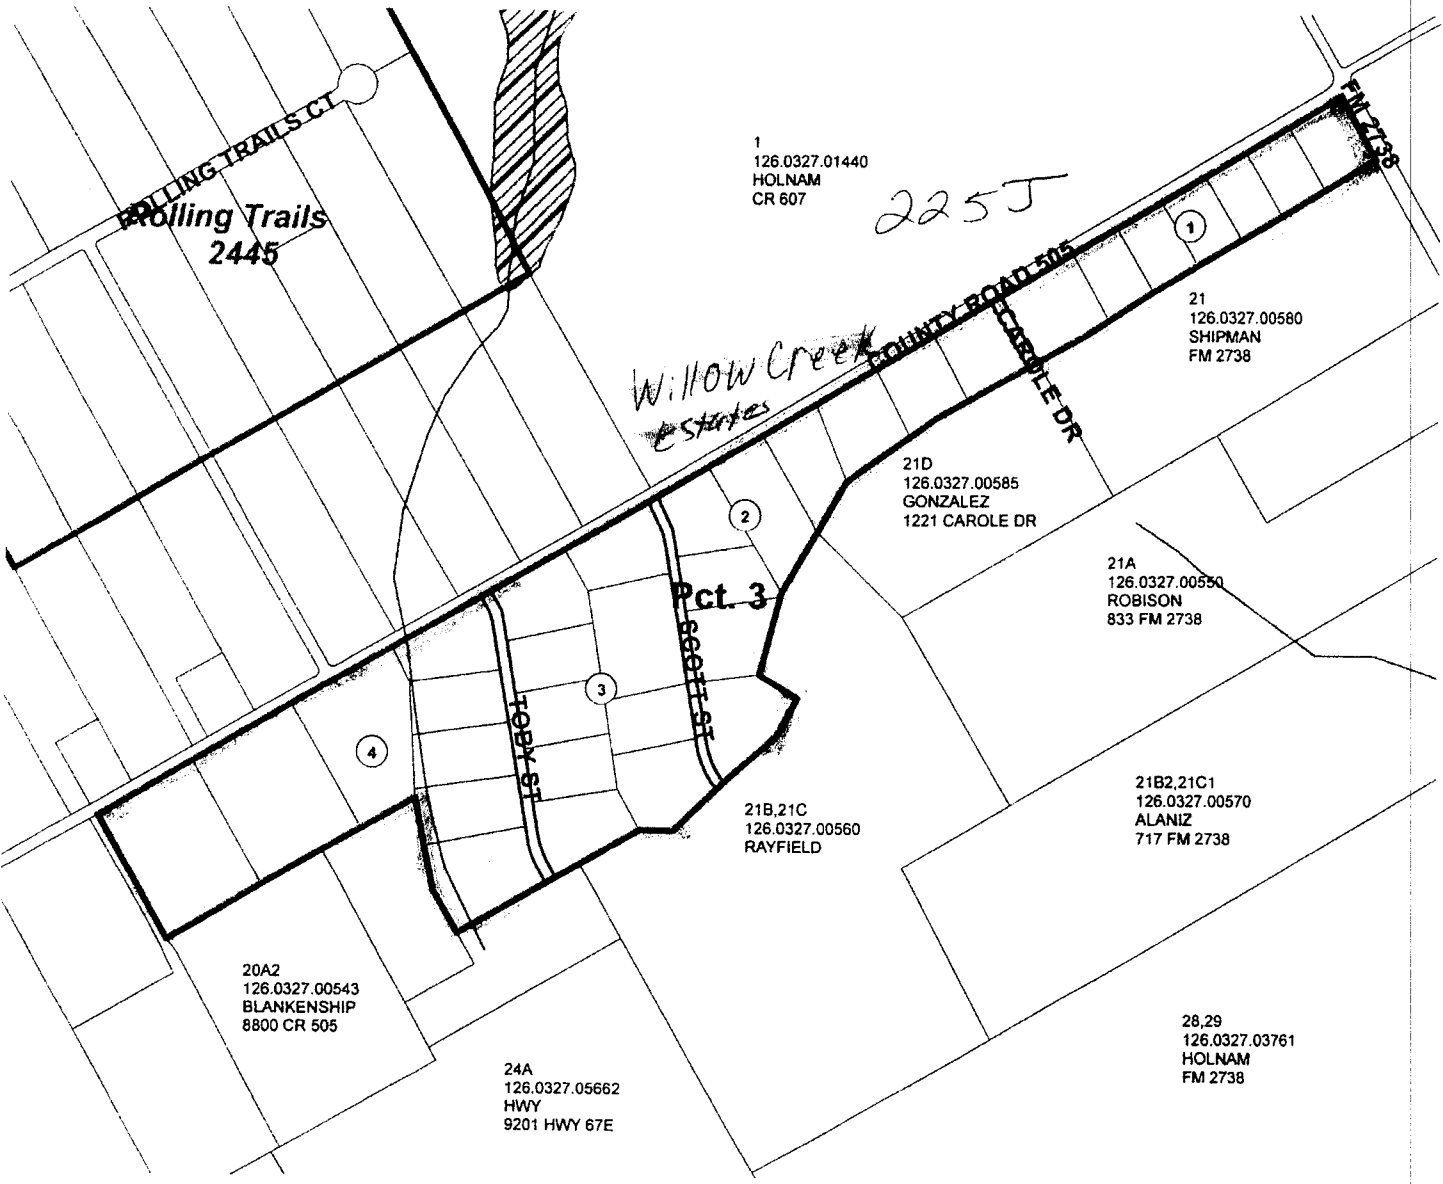 ROLLING TRAILS CT
Rolling Trails
2445
1
126.0327.01440
HOLNAM
CR 607
225J
FM 2738
1
COUNTY ROAD 505
CAROLE DR
21
126.0327.00580
SHIPMAN
FM 2738
Willow Creek
Estates
21D
126.0327.00585
GONZALEZ
1221 CAROLE DR
2
Pct. 3
SCOTT ST
21A
126.0327.00550
ROBISON
833 FM 2738
3
TOBY ST
4
21B,21C
126.0327.00560
RAYFIELD
21B2,21C1
126.0327.00570
ALANIZ
717 FM 2738
20A2
126.0327.00543
BLANKENSHIP
8800 CR 505
24A
126.0327.05662
HWY
9201 HWY 67E
28,29
126.0327.03761
HOLNAM
FM 2738